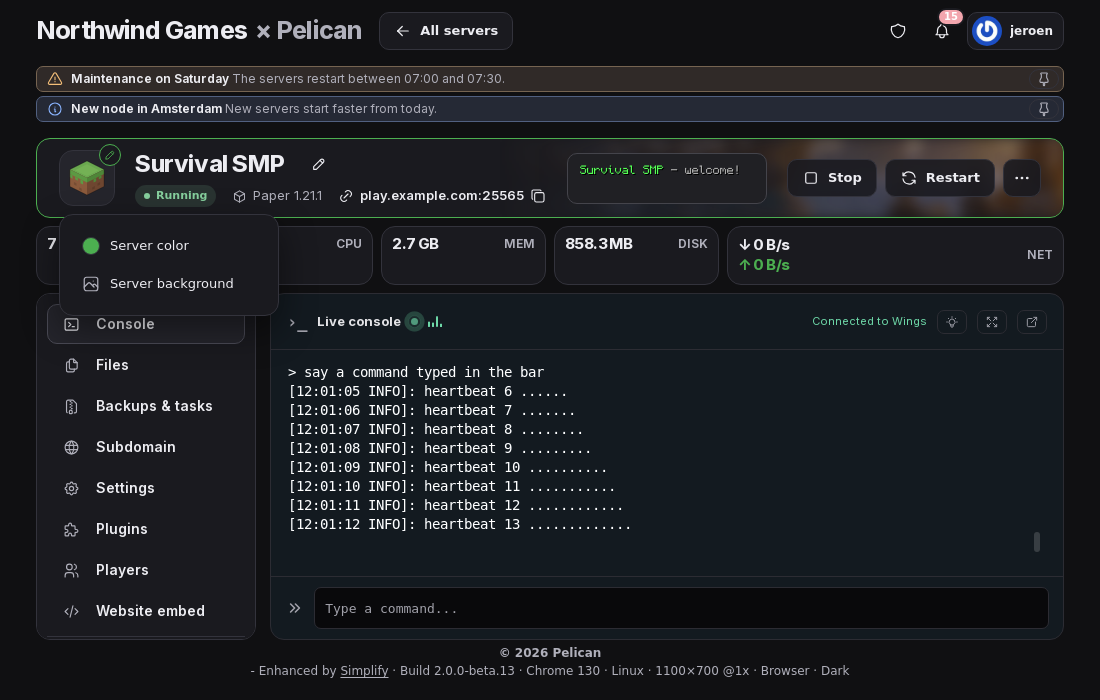 Northwind Games × Pelican
All servers
15
jeroen
Maintenance on Saturday The servers restart between 07:00 and 07:30.
New node in Amsterdam New servers start faster from today.
Survival SMP
Running
Paper 1.21.1
play.example.com:25565
Survival SMP – welcome!
Stop
Restart
Server color
Server background
7
CPU
2.7 GB
MEM
858.3 MB
DISK
↓ 0 B/s
↑ 0 B/s
NET
Console
Files
Backups & tasks
Subdomain
Settings
Plugins
Players
Website embed
Live console
Connected to Wings
> say a command typed in the bar
[12:01:05 INFO]: heartbeat 6 ......
[12:01:06 INFO]: heartbeat 7 .......
[12:01:07 INFO]: heartbeat 8 ........
[12:01:08 INFO]: heartbeat 9 .........
[12:01:09 INFO]: heartbeat 10 ..........
[12:01:10 INFO]: heartbeat 11 ...........
[12:01:11 INFO]: heartbeat 12 ............
[12:01:12 INFO]: heartbeat 13 .............
Type a command...
© 2026 Pelican
- Enhanced by Simplify · Build 2.0.0-beta.13 · Chrome 130 · Linux · 1100×700 @1x · Browser · Dark